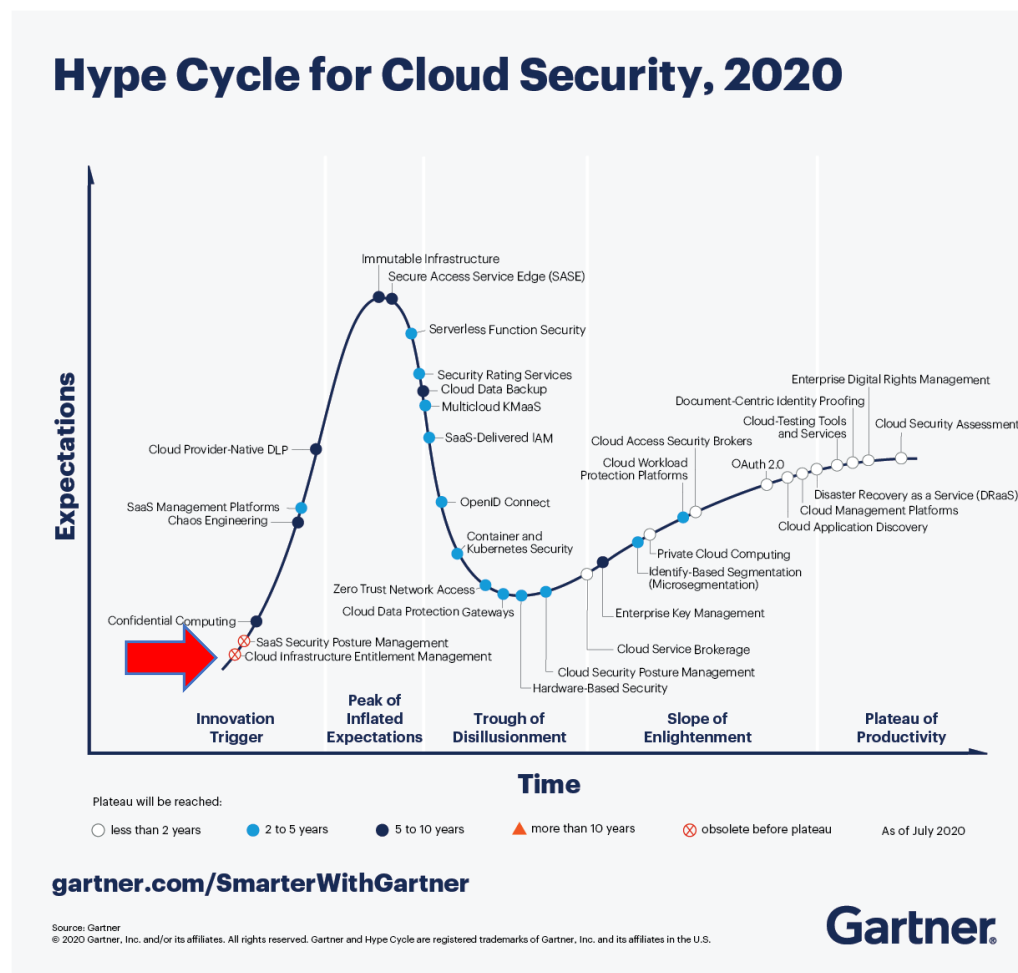 Hype Cycle for Cloud Security, 2020
Expectations
Immutable Infrastructure
Secure Access Service Edge (SASE)
Serverless Function Security
Security Rating Services
Cloud Data Backup
Multicloud KMaaS
SaaS-Delivered IAM
OpenID Connect
Container and
Kubernetes Security
Cloud Provider-Native DLP
SaaS Management Platforms
Chaos Engineering
Confidential Computing
SaaS Security Posture Management
Cloud Infrastructure Entitlement Management
Zero Trust Network Access
Cloud Data Protection Gateways
Hardware-Based Security
Cloud Security Posture Management
Cloud Service Brokerage
Enterprise Key Management
Identify-Based Segmentation
(Microsegmentation)
Private Cloud Computing
Cloud Workload
Protection Platforms
Cloud Access Security Brokers
OAuth 2.0
Cloud Application Discovery
Cloud Management Platforms
Disaster Recovery as a Service (DRaaS)
Cloud-Testing Tools
and Services
Document-Centric Identity Proofing
Enterprise Digital Rights Management
Cloud Security Assessment
Innovation
Trigger
Peak of
Inflated
Expectations
Trough of
Disillusionment
Slope of
Enlightenment
Plateau of
Productivity
Time
Plateau will be reached:
less than 2 years
2 to 5 years
5 to 10 years
more than 10 years
obsolete before plateau
As of July 2020
gartner.com/SmarterWithGartner
Source: Gartner
© 2020 Gartner, Inc. and/or its affiliates. All rights reserved. Gartner and Hype Cycle are registered trademarks of Gartner, Inc. and its affiliates in the U.S.
Gartner®